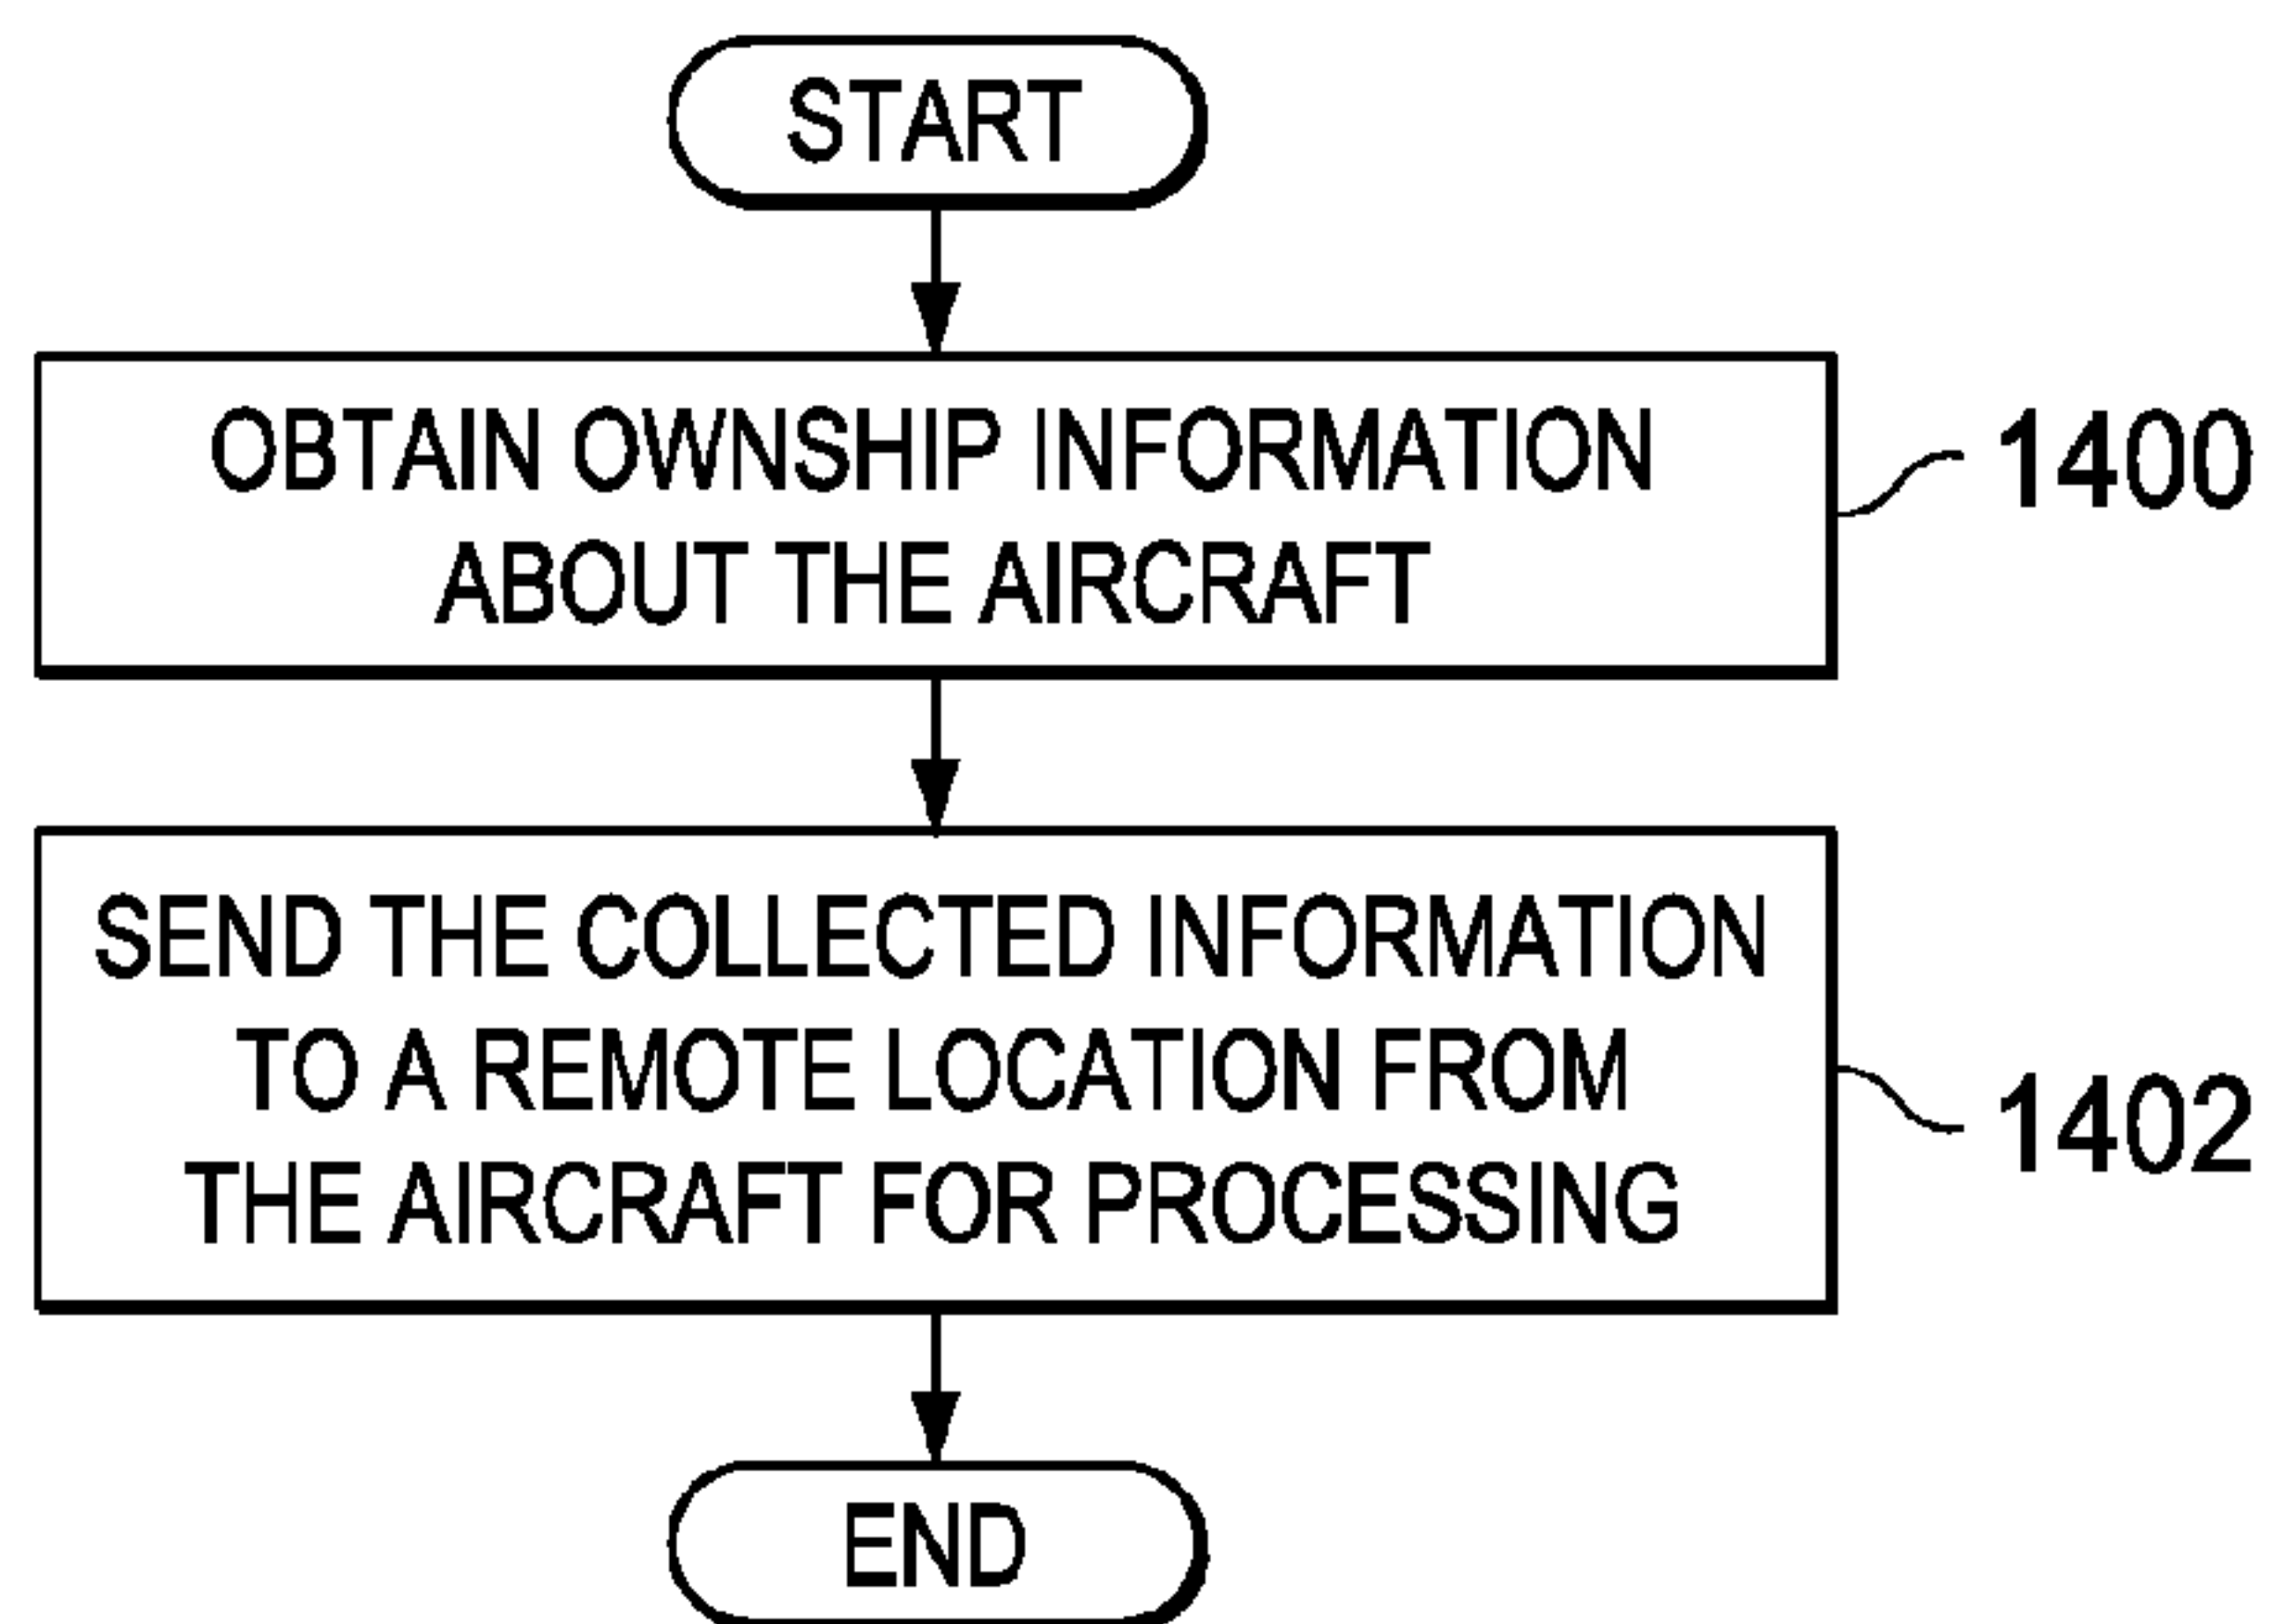 START
OBTAIN OWNSHIP INFORMATION
ABOUT THE AIRCRAFT
1400
SEND THE COLLECTED INFORMATION
TO A REMOTE LOCATION FROM
THE AIRCRAFT FOR PROCESSING
1402
END